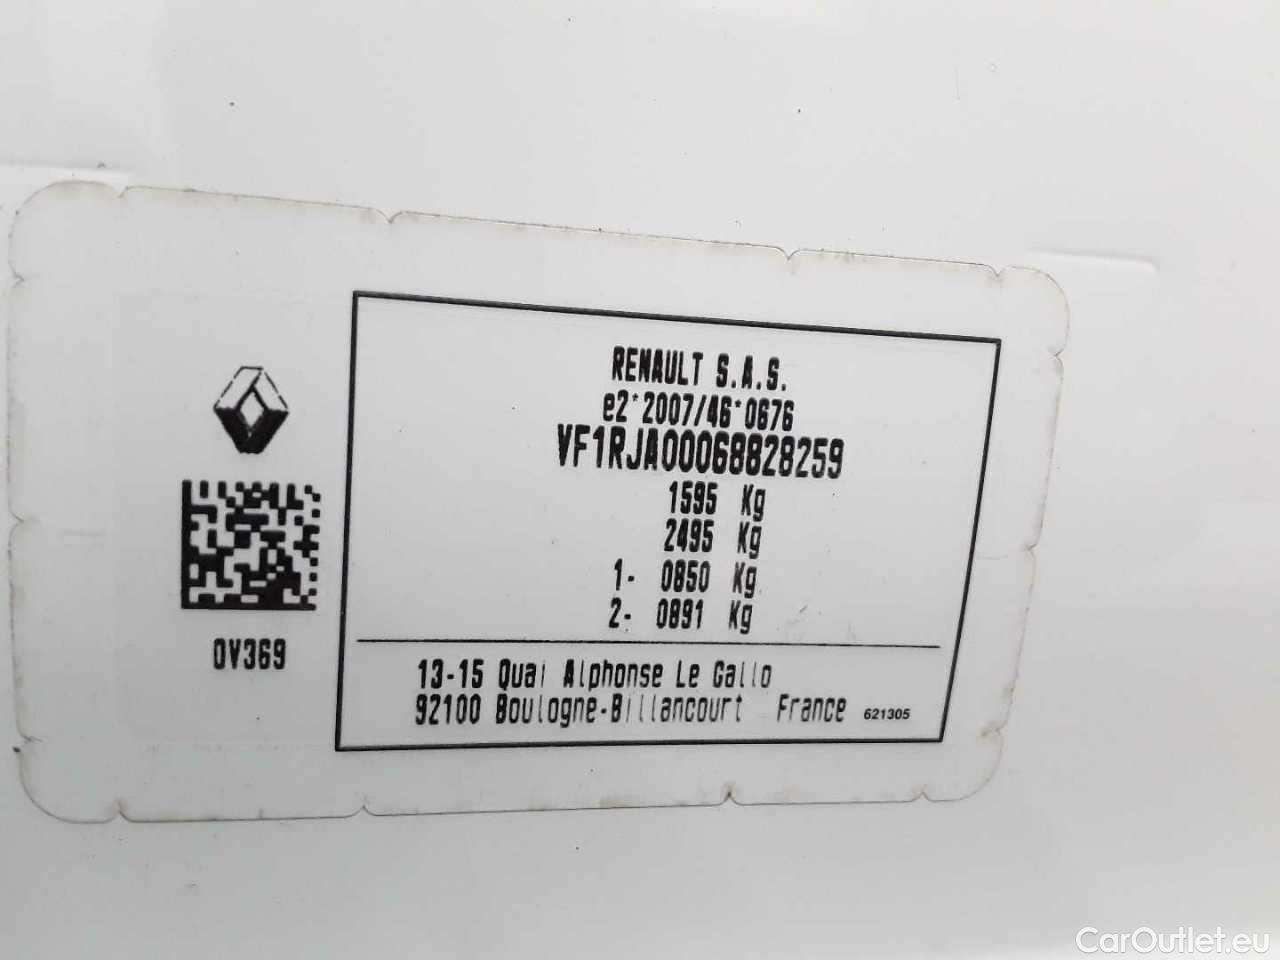 RENAULT S.A.S.
e2*2007/46*0676
VF1RJA00068828259
1595 Kg
2495 Kg
1- 0850 Kg
2- 0891 Kg
0V369
13-15 Quai Alphonse Le Gallo
92100 Boulogne-Billancourt France 621305
CarOutlet.eu